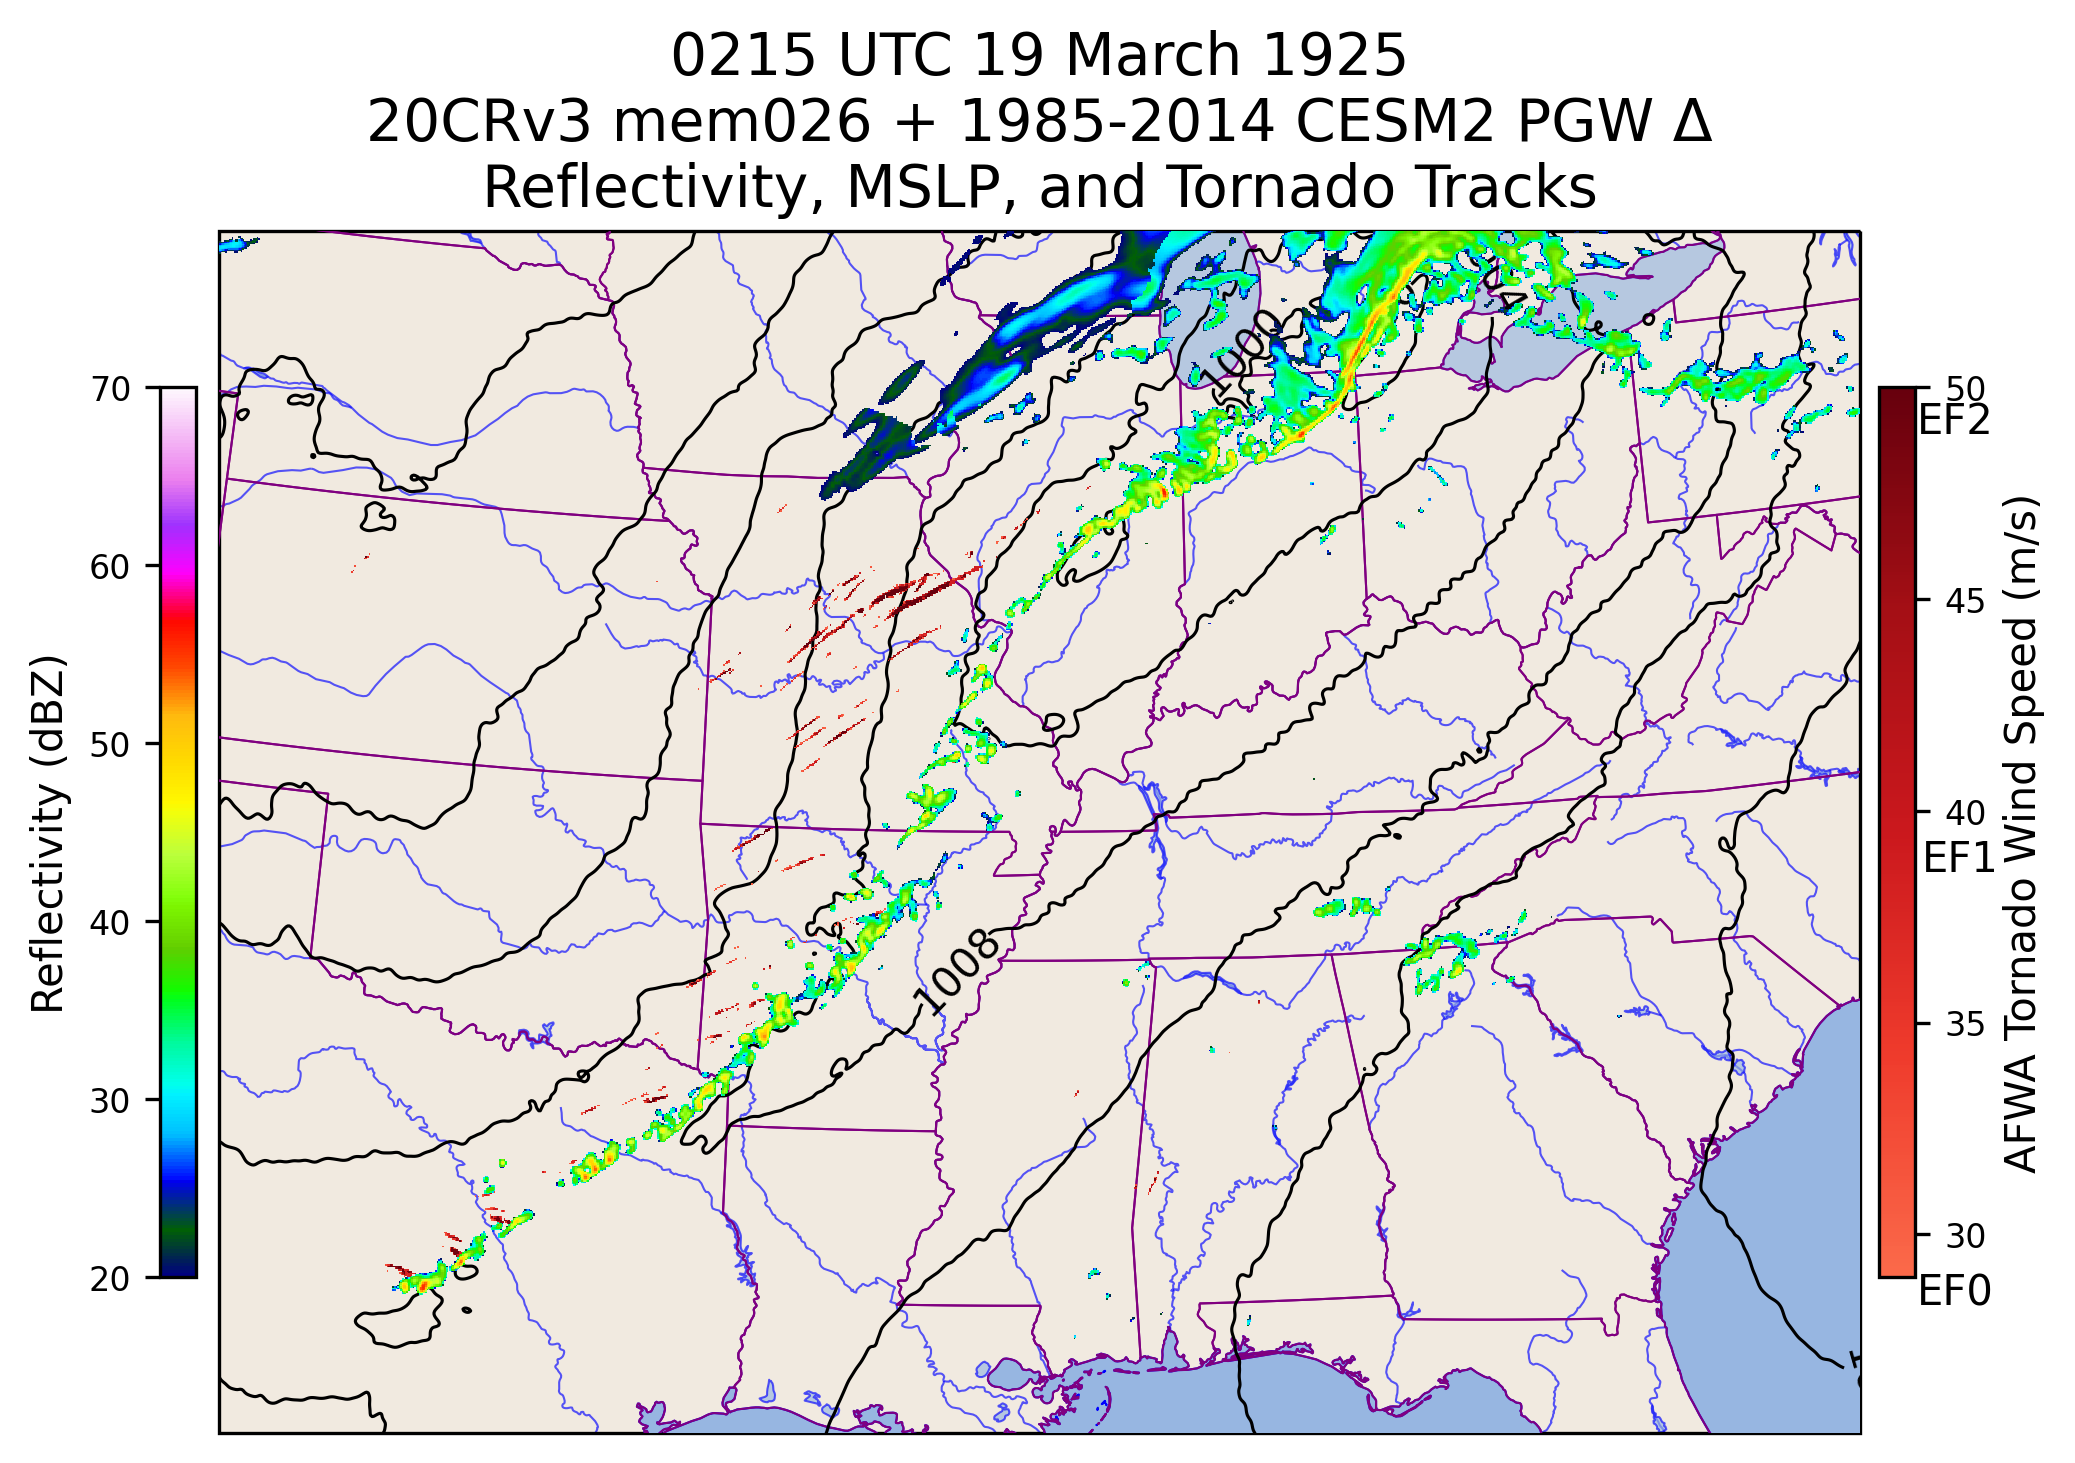 0215 UTC 19 March 1925
20CRv3 mem026 + 1985-2014 CESM2 PGW Δ
Reflectivity, MSLP, and Tornado Tracks
70
60
50
40
30
20
Reflectivity (dBZ)
1000
1008
50
EF2
45
40
EF1
35
30
EF0
AFWA Tornado Wind Speed (m/s)